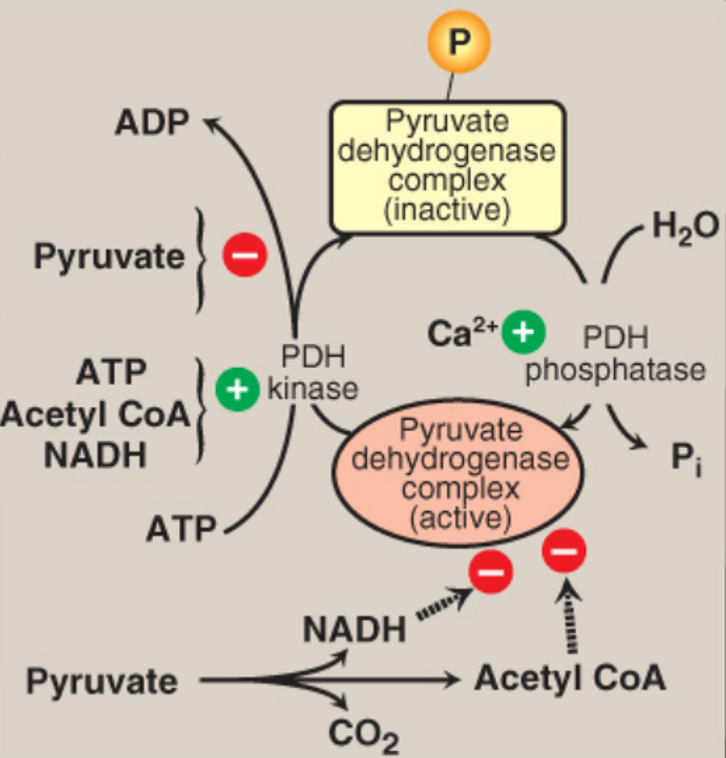 P
Pyruvate
dehydrogenase
complex
(inactive)
ADP
H₂O
Pyruvate
−
Ca²⁺
+
PDH
phosphatase
PDH
kinase
ATP
Acetyl CoA
NADH
+
Pyruvate
dehydrogenase
complex
(active)
Pᵢ
ATP
−
−
NADH
Pyruvate
Acetyl CoA
CO₂